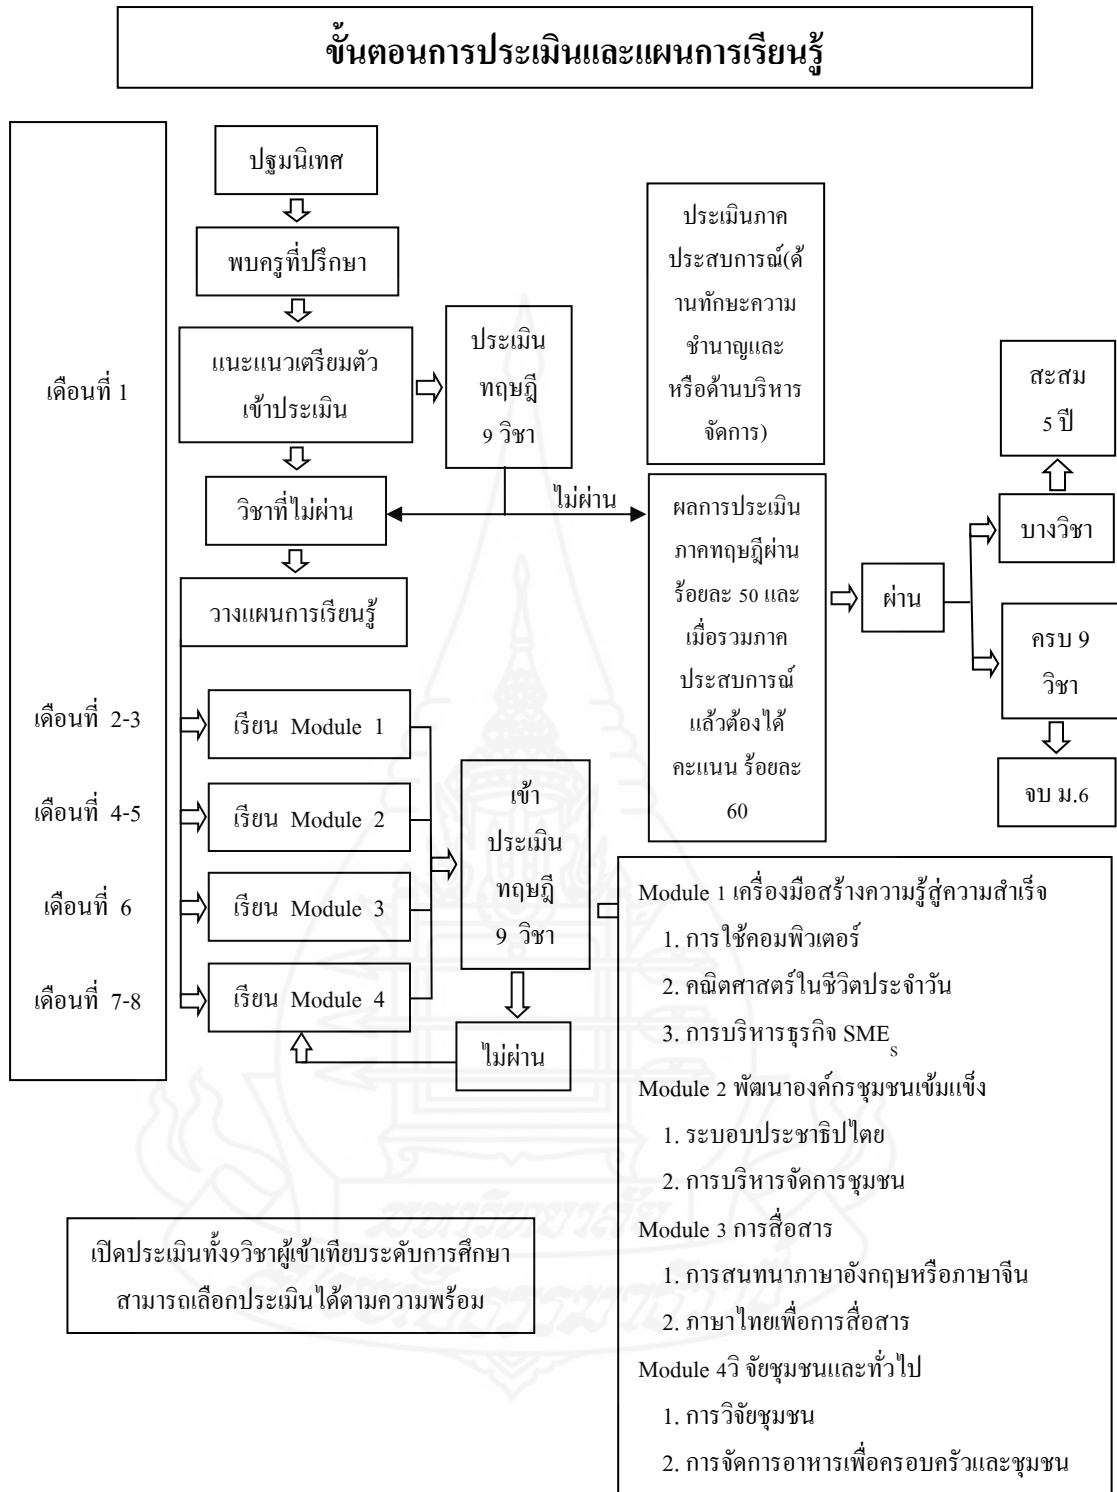 ขั้นตอนการประเมินและแผนการเรียนรู้
ปฐมนิเทศ
พบครูที่ปรึกษา
แนะแนวเตรียมตัว
เข้าประเมิน
ประเมิน
ทฤษฎี
9 วิชา
เดือนที่ 1
วิชาที่ไม่ผ่าน
ไม่ผ่าน
วางแผนการเรียนรู้
ประเมินภาค
ประสบการณ์(ด้
านทักษะความ
ชำนาญและ
หรือด้านบริหาร
จัดการ)
ผลการประเมิน
ภาคทฤษฎีผ่าน
ร้อยละ 50 และ
เมื่อรวมภาค
ประสบการณ์
แล้วต้องได้
คะแนน ร้อยละ
60
ผ่าน
สะสม
5 ปี
บางวิชา
ครบ 9
วิชา
จบ ม.6
เดือนที่ 2-3
เรียน Module 1
เดือนที่ 4-5
เรียน Module 2
เดือนที่ 6
เรียน Module 3
เดือนที่ 7-8
เรียน Module 4
เข้า
ประเมิน
ทฤษฎี
9 วิชา
ไม่ผ่าน
Module 1 เครื่องมือสร้างความรู้สู่ความสำเร็จ
1. การใช้คอมพิวเตอร์
2. คณิตศาสตร์ในชีวิตประจำวัน
3. การบริหารธุรกิจ SMES
Module 2 พัฒนาองค์กรชุมชนเข้มแข็ง
1. ระบอบประชาธิปไตย
2. การบริหารจัดการชุมชน
Module 3 การสื่อสาร
1. การสนทนาภาษาอังกฤษหรือภาษาจีน
2. ภาษาไทยเพื่อการสื่อสาร
Module 4วิ จัยชุมชนและทั่วไป
1. การวิจัยชุมชน
2. การจัดการอาหารเพื่อครอบครัวและชุมชน
เปิดประเมินทั้ง9วิชาผู้เข้าเทียบระดับการศึกษา
สามารถเลือกประเมินได้ตามความพร้อม
มหาวิทยาลัย
สุโขทัยธรรมาธิราช